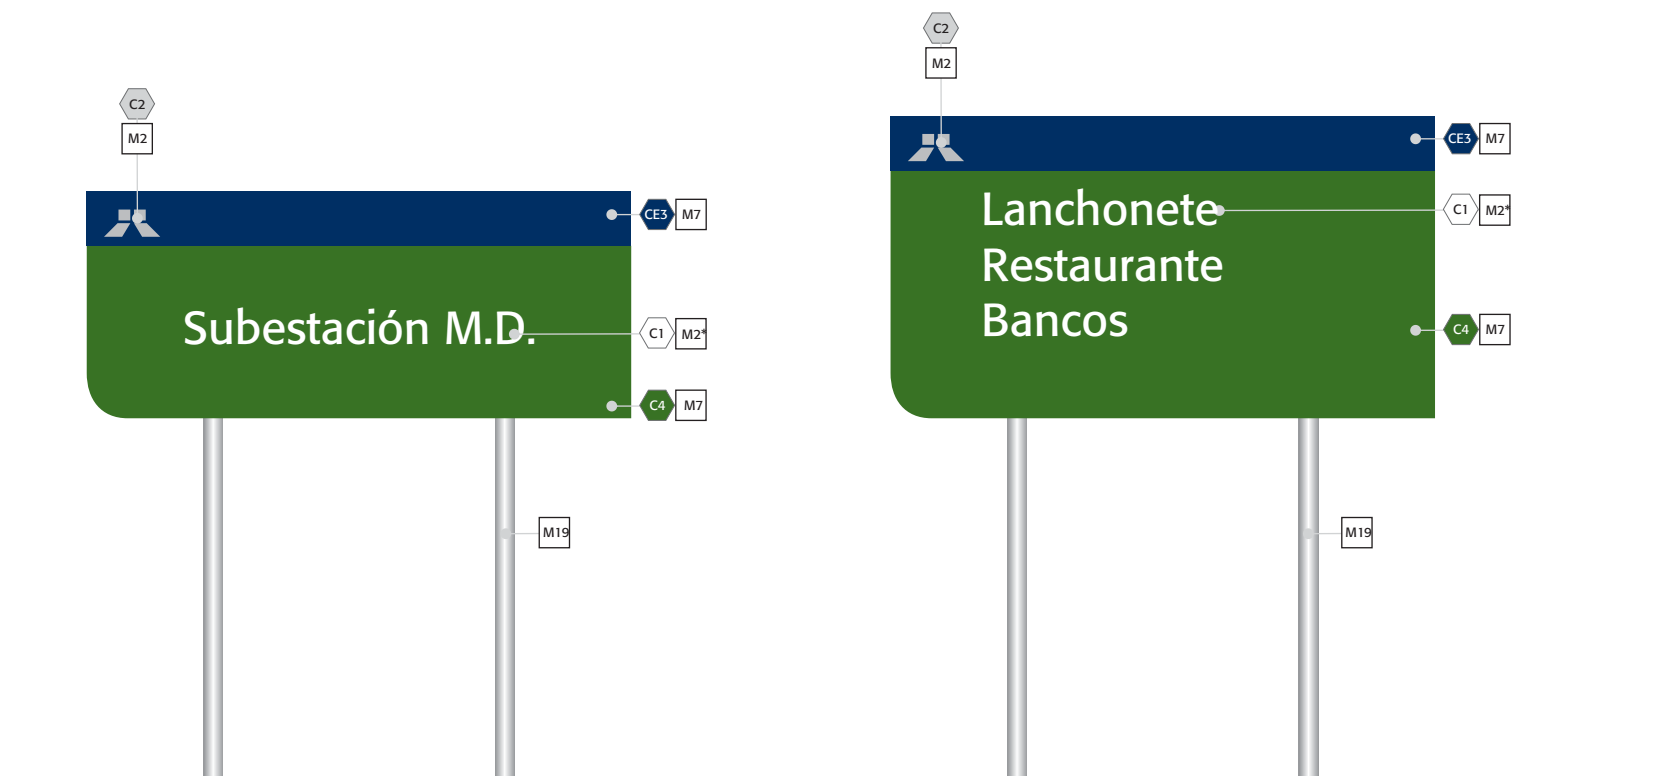 C2
M2
CE3 M7
Subestación M.D.
C1 M2*
C4 M7
M19
C2
M2
CE3 M7
Lanchonete
C1 M2*
Restaurante
Bancos
C4 M7
M19